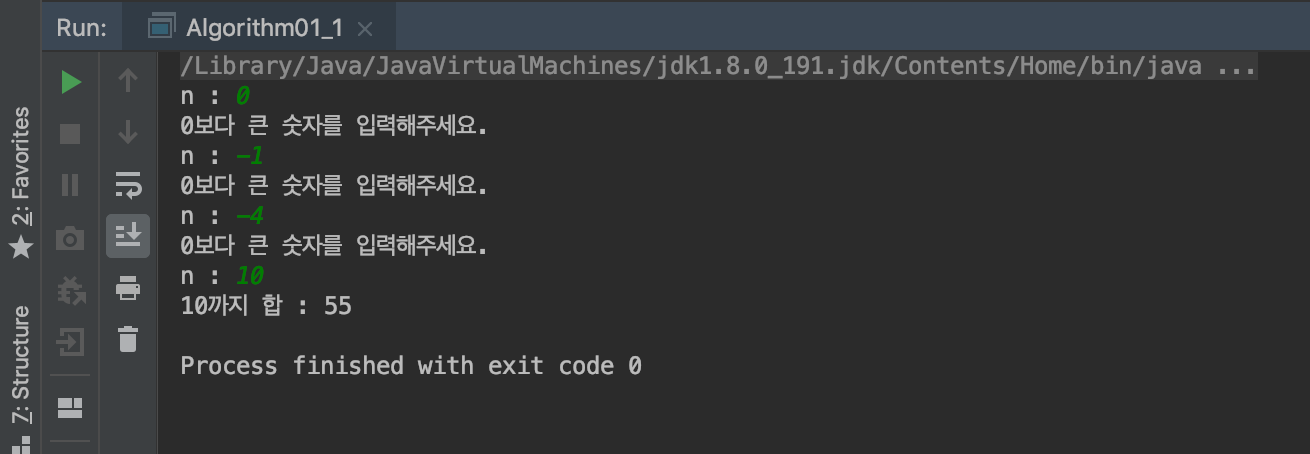 Run: Algorithm01_1
/Library/Java/JavaVirtualMachines/jdk1.8.0_191.jdk/Contents/Home/bin/java ...
n : 0
0보다 큰 숫자를 입력해주세요.
n : -1
0보다 큰 숫자를 입력해주세요.
n : -4
0보다 큰 숫자를 입력해주세요.
n : 10
10까지 합 : 55
Process finished with exit code 0
2: Favorites
7: Structure